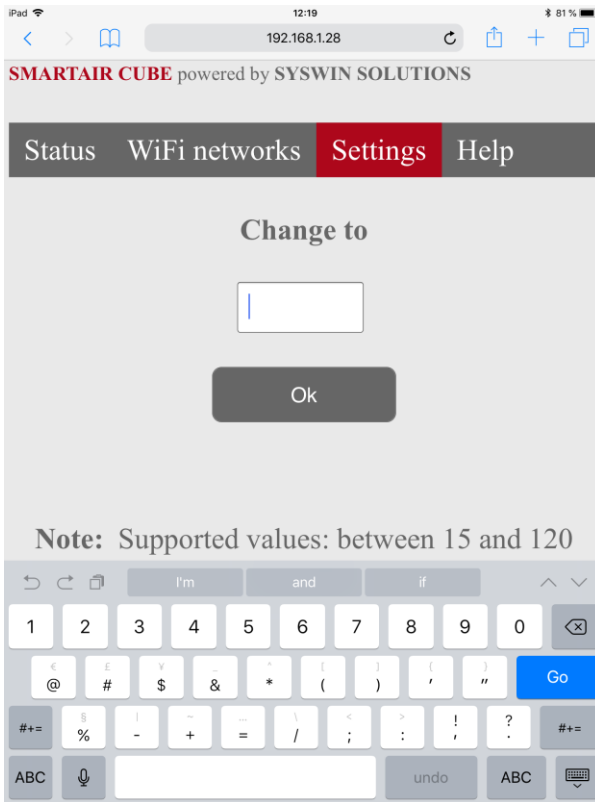 iPad 12:19 81 %
192.168.1.28
SMARTAIR CUBE powered by SYSWIN SOLUTIONS
Status WiFi networks Settings Help
Change to
Ok
Note: Supported values: between 15 and 120
I'm and if
1 2 3 4 5 6 7 8 9 0
€ £ ¥ _ ^ [ ] { }
@ # $ & * ( ) ' "
Go
§ | ~ … \ < > ! ?
#+= % - + = / ; : , . #+=
ABC undo ABC